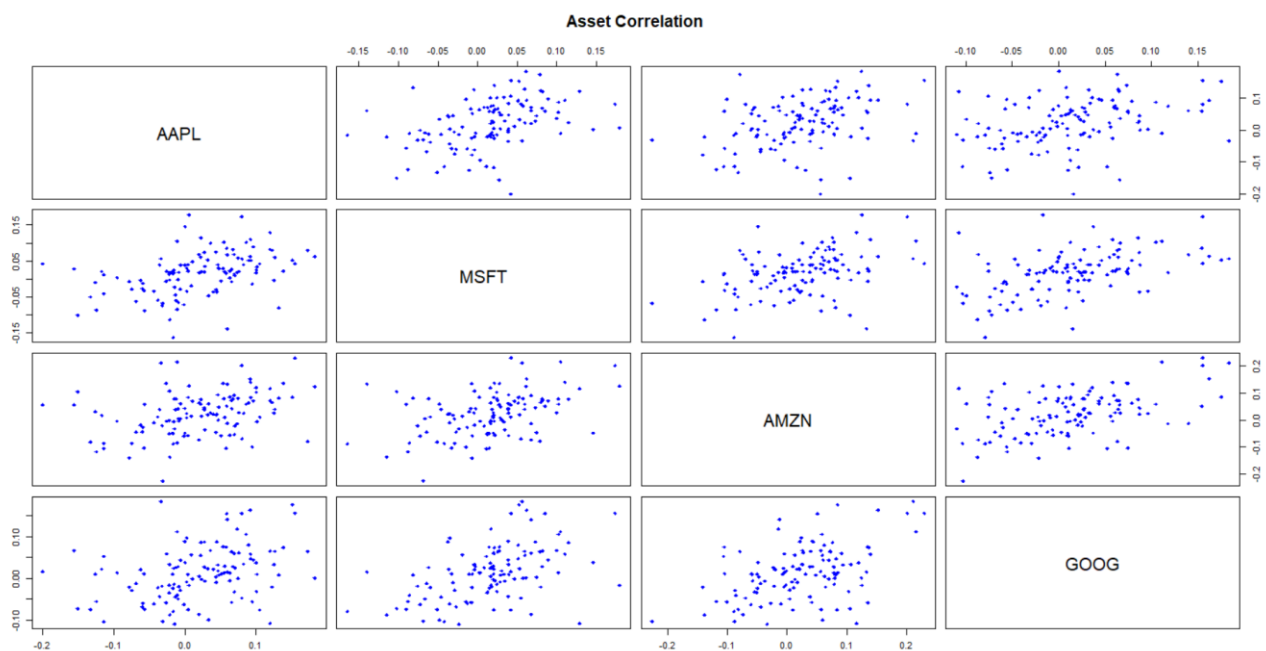 Asset Correlation
-0.15 -0.10 -0.05 0.00 0.05 0.10 0.15
-0.10 -0.05 0.00 0.05 0.10 0.15
AAPL
-0.2 -0.1 0.0 0.1
-0.15 -0.05 0.05 0.15
MSFT
AMZN
-0.2 -0.1 0.0 0.1 0.2
-0.10 0.00 0.10
GOOG
-0.2 -0.1 0.0 0.1
-0.2 -0.1 0.0 0.1 0.2